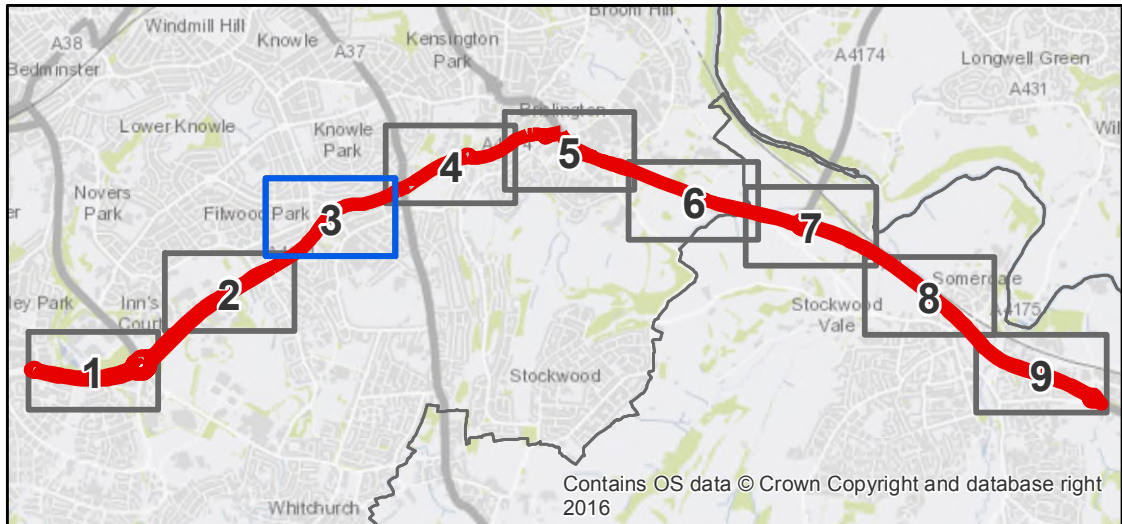 Broom Hill
Windmill Hill
A38
Knowle
Kensington
Park
A37
A4174
Longwell Green
Bedminster
A431
Brislington
Lower Knowle
Knowle
Park
4
5
Novers
Park
Filwood Park
3
6
7
2
Inn's
Court
8
Somerdale
A4175
Stockwood
Vale
1
Stockwood
9
Contains OS data © Crown Copyright and database right
2016
Whitchurch